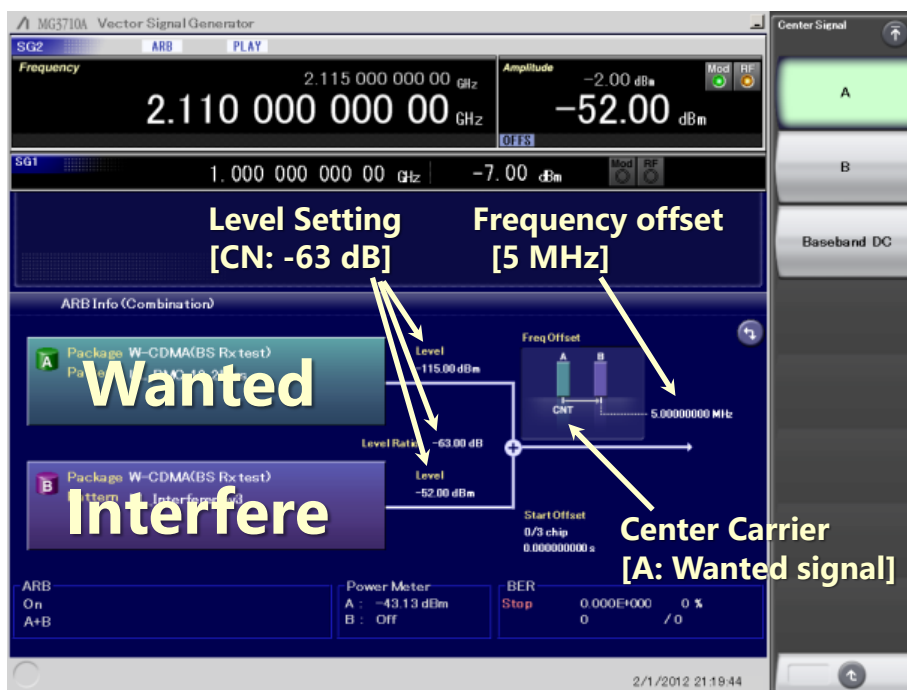 MG3710A Vector Signal Generator
Center Signal
SG2 ARB PLAY
Frequency
2.115 000 000 00 GHz
2.110 000 000 00 GHz
Amplitude
-2.00 dBm
-52.00 dBm
Mod RF
OFFS
SG1
1.000 000 000 00 GHz
-7.00 dBm
Mod RF
A
B
Baseband DC
Level Setting
[CN: -63 dB]
Frequency offset
[5 MHz]
ARB Info (Combination)
A
Package W-CDMA(BS Rx test)
Wanted
Level
-115.00 dBm
Freq Offset
A B
CNT
5.00000000 MHz
Level Ratio -63.00 dB
B
Package W-CDMA(BS Rx test)
Interfere
Level
-52.00 dBm
Start Offset
0/3 chip
0.000000000 s
Center Carrier
[A: Wanted signal]
ARB
On
A+B
Power Meter
A : -43.13 dBm
B : Off
BER
Stop 0.000E+000 0 %
0 / 0
2/1/2012 21:19:44